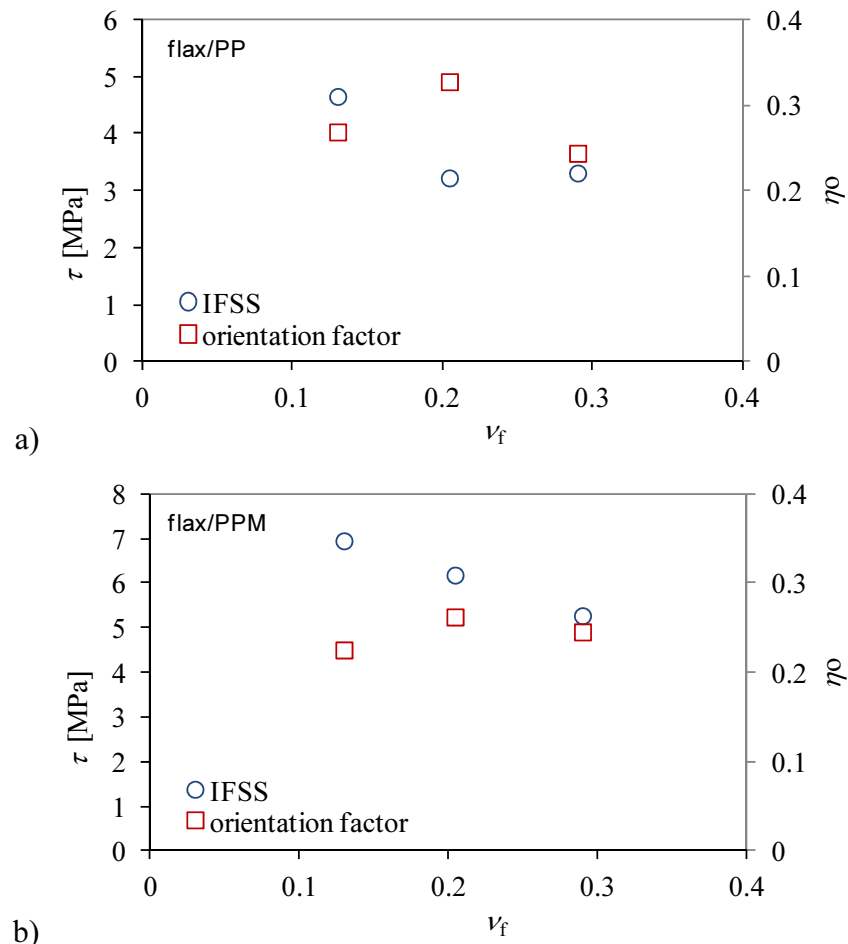 flax/PP
6
5
4
3
2
1
0
τ [MPa]
0.4
0.3
0.2
0.1
0
ηo
IFSS
orientation factor
0 0.1 0.2 0.3 0.4
νf
a)
flax/PPM
8
7
6
5
4
3
2
1
0
τ [MPa]
0.4
0.3
0.2
0.1
0
ηo
IFSS
orientation factor
0 0.1 0.2 0.3 0.4
νf
b)